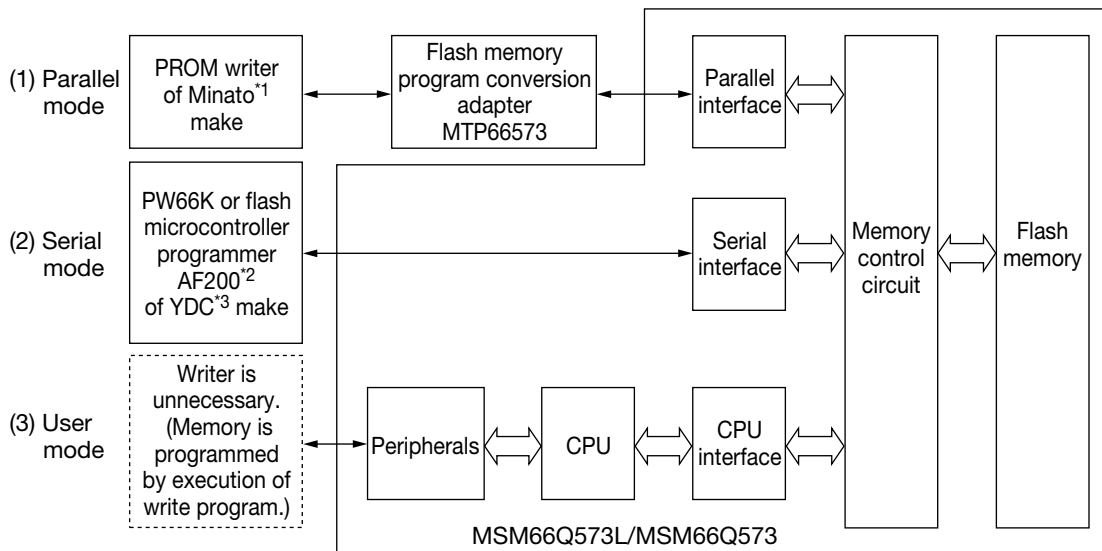 (1) Parallel
mode
PROM writer
of Minato*1
make
Flash memory
program conversion
adapter
MTP66573
Parallel
interface
(2) Serial
mode
PW66K or flash
microcontroller
programmer
AF200*2
of YDC*3 make
Serial
interface
Memory
control
circuit
Flash
memory
(3) User
mode
Writer is
unnecessary.
(Memory is
programmed
by execution of
write program.)
Peripherals
CPU
CPU
interface
MSM66Q573L/MSM66Q573